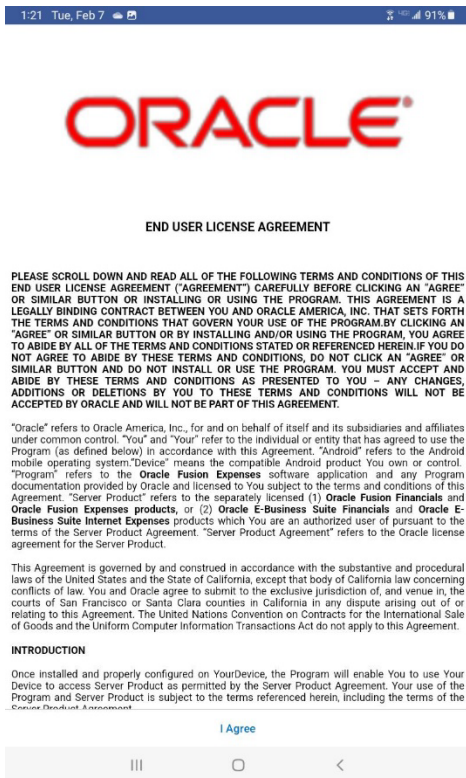 1:21 Tue, Feb 7
91%
ORACLE
END USER LICENSE AGREEMENT
PLEASE SCROLL DOWN AND READ ALL OF THE FOLLOWING TERMS AND CONDITIONS OF THIS
END USER LICENSE AGREEMENT ("AGREEMENT") CAREFULLY BEFORE CLICKING AN "AGREE"
OR SIMILAR BUTTON OR INSTALLING OR USING THE PROGRAM. THIS AGREEMENT IS A
LEGALLY BINDING CONTRACT BETWEEN YOU AND ORACLE AMERICA, INC. THAT SETS FORTH
THE TERMS AND CONDITIONS THAT GOVERN YOUR USE OF THE PROGRAM.BY CLICKING AN
"AGREE" OR SIMILAR BUTTON OR BY INSTALLING AND/OR USING THE PROGRAM, YOU AGREE
TO ABIDE BY ALL OF THE TERMS AND CONDITIONS STATED OR REFERENCED HEREIN.IF YOU DO
NOT AGREE TO ABIDE BY THESE TERMS AND CONDITIONS, DO NOT CLICK AN "AGREE" OR
SIMILAR BUTTON AND DO NOT INSTALL OR USE THE PROGRAM. YOU MUST ACCEPT AND
ABIDE BY THESE TERMS AND CONDITIONS AS PRESENTED TO YOU – ANY CHANGES,
ADDITIONS OR DELETIONS BY YOU TO THESE TERMS AND CONDITIONS WILL NOT BE
ACCEPTED BY ORACLE AND WILL NOT BE PART OF THIS AGREEMENT.
"Oracle" refers to Oracle America, Inc., for and on behalf of itself and its subsidiaries and affiliates
under common control. "You" and "Your" refer to the individual or entity that has agreed to use the
Program (as defined below) in accordance with this Agreement. "Android" refers to the Android
mobile operating system."Device" means the compatible Android product You own or control.
"Program" refers to the Oracle Fusion Expenses software application and any Program
documentation provided by Oracle and licensed to You subject to the terms and conditions of this
Agreement. "Server Product" refers to the separately licensed (1) Oracle Fusion Financials and
Oracle Fusion Expenses products, or (2) Oracle E-Business Suite Financials and Oracle E-
Business Suite Internet Expenses products which You are an authorized user of pursuant to the
terms of the Server Product Agreement. "Server Product Agreement" refers to the Oracle license
agreement for the Server Product.
This Agreement is governed by and construed in accordance with the substantive and procedural
laws of the United States and the State of California, except that body of California law concerning
conflicts of law. You and Oracle agree to submit to the exclusive jurisdiction of, and venue in, the
courts of San Francisco or Santa Clara counties in California in any dispute arising out of or
relating to this Agreement. The United Nations Convention on Contracts for the International Sale
of Goods and the Uniform Computer Information Transactions Act do not apply to this Agreement.
INTRODUCTION
Once installed and properly configured on YourDevice, the Program will enable You to use Your
Device to access Server Product as permitted by the Server Product Agreement. Your use of the
Program and Server Product is subject to the terms referenced herein, including the terms of the
Server Product Agreement
I Agree